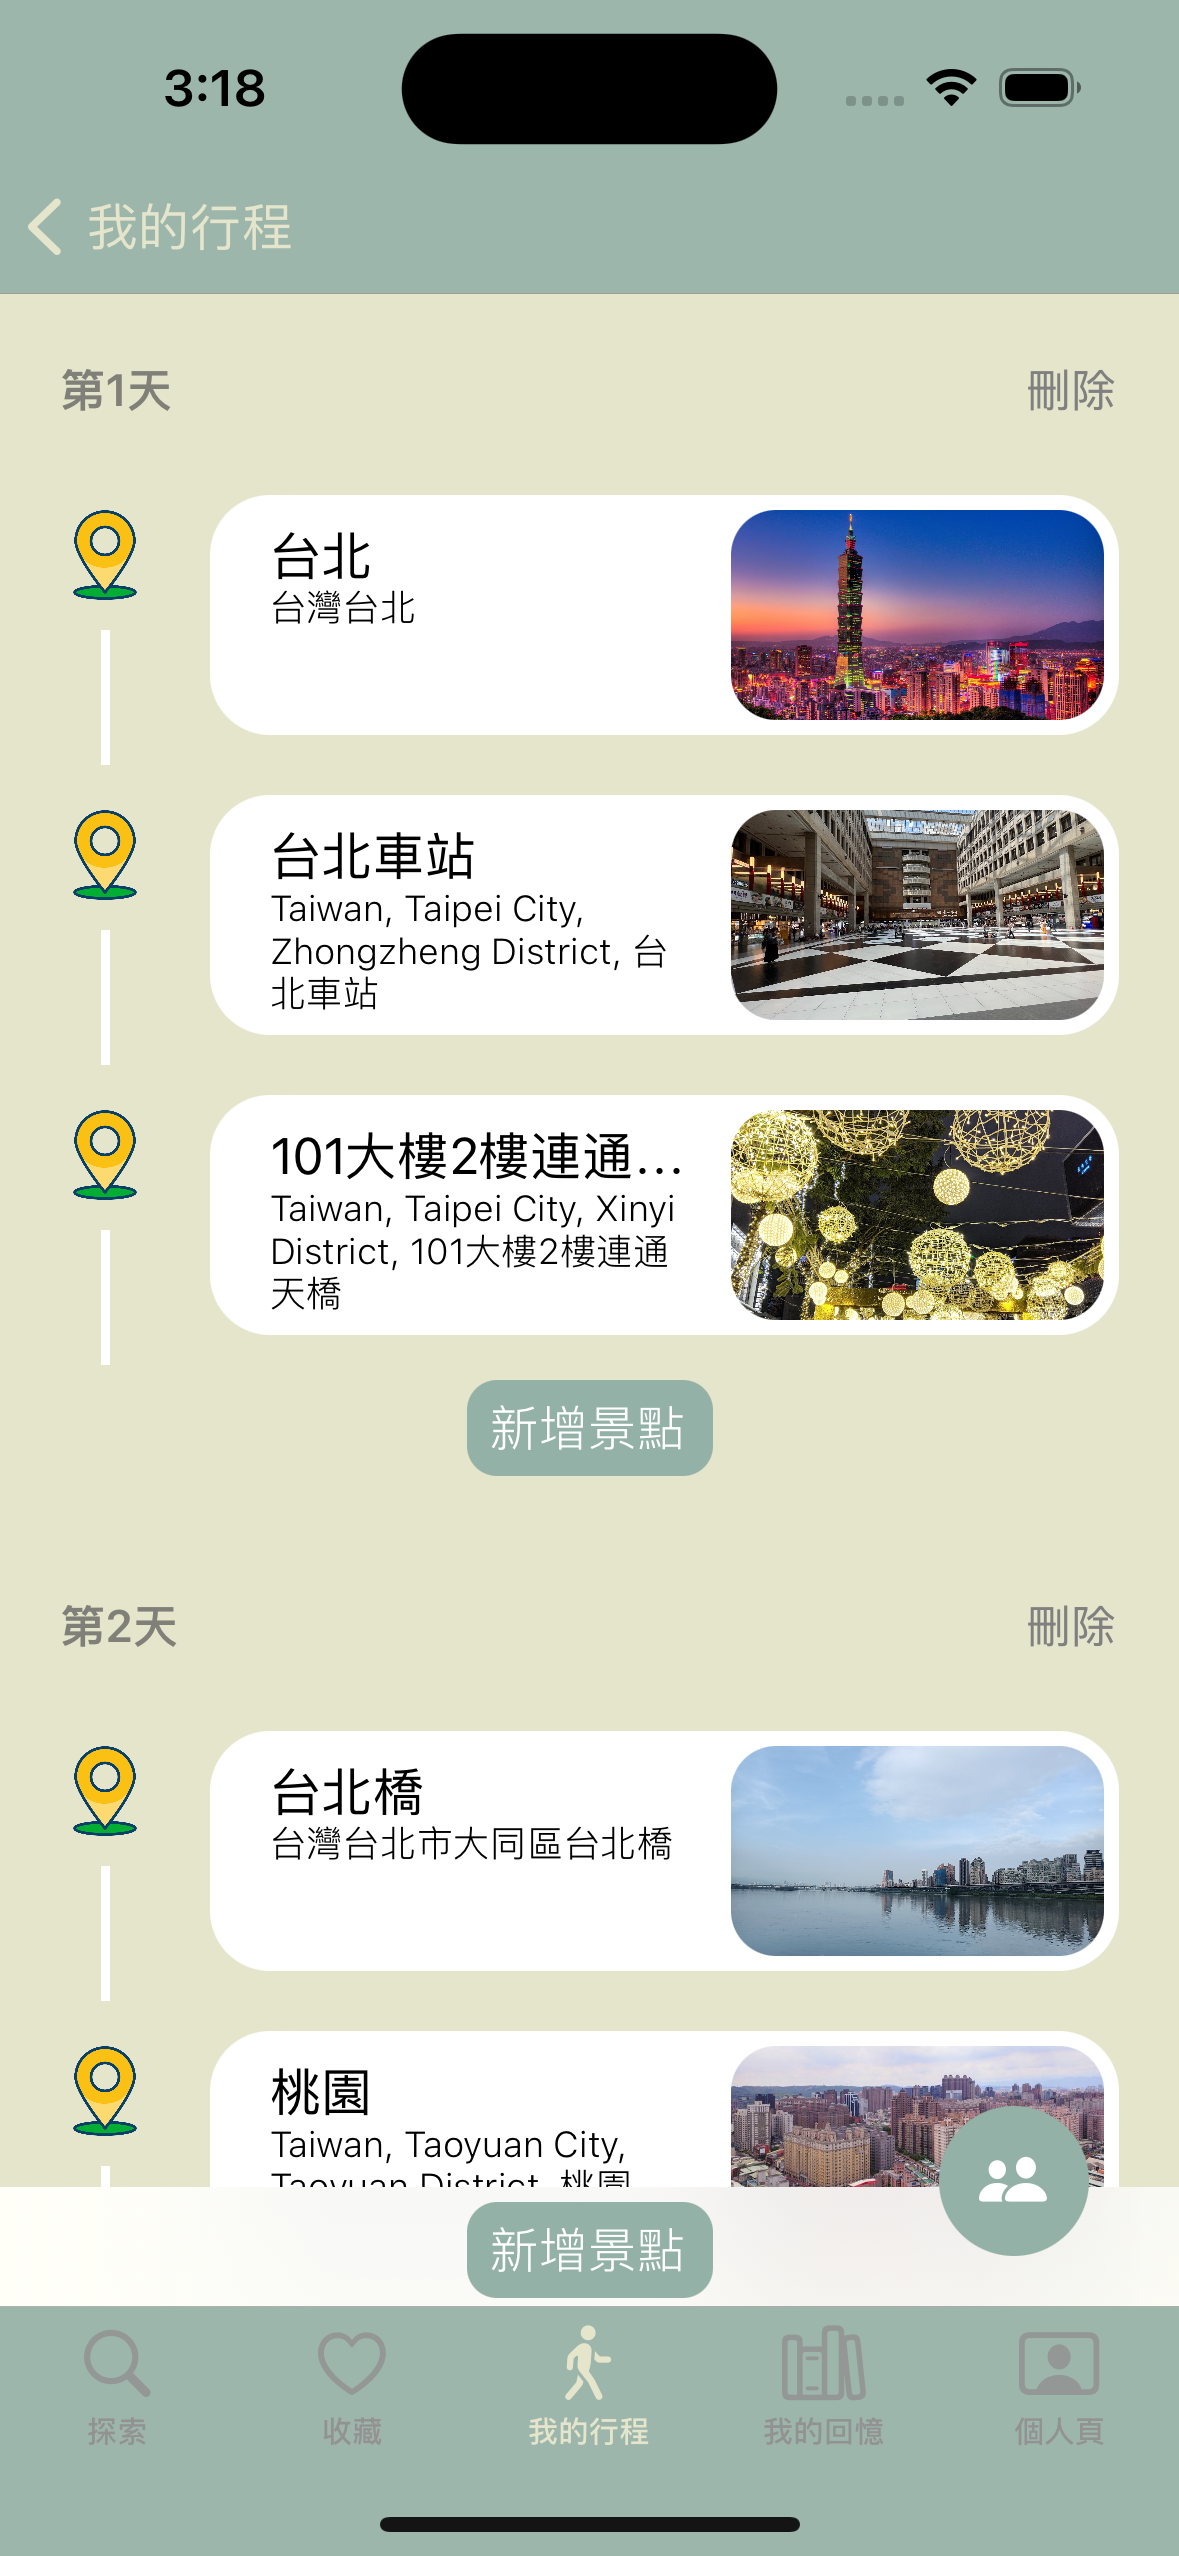 3:18
我的行程
第1天
刪除
台北
台灣台北
台北車站
Taiwan, Taipei City,
Zhongzheng District, 台
北車站
101大樓2樓連通...
Taiwan, Taipei City, Xinyi
District, 101大樓2樓連通
天橋
新增景點
第2天
刪除
台北橋
台灣台北市大同區台北橋
桃園
Taiwan, Taoyuan City,
Taoyuan District, 桃園
新增景點
探索
收藏
我的行程
我的回憶
個人頁